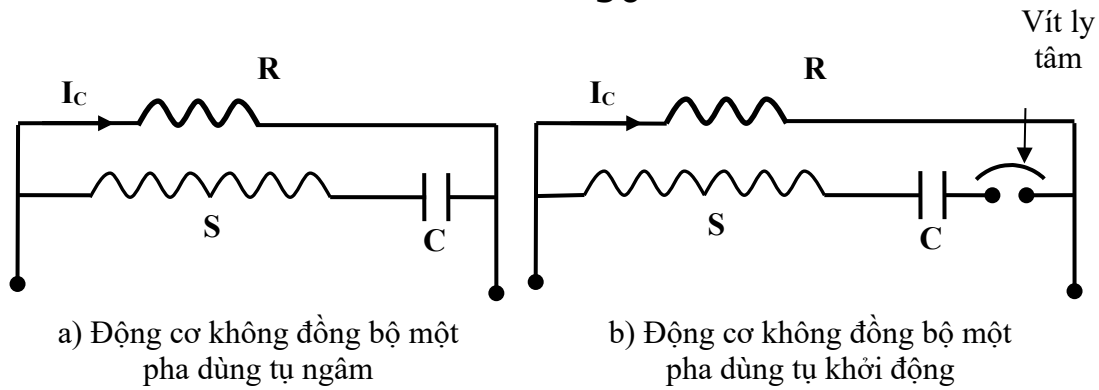 Vít ly
tâm
R
I_C
S
C
R
I_C
S
C
a) Động cơ không đồng bộ một
pha dùng tụ ngâm
b) Động cơ không đồng bộ một
pha dùng tụ khởi động